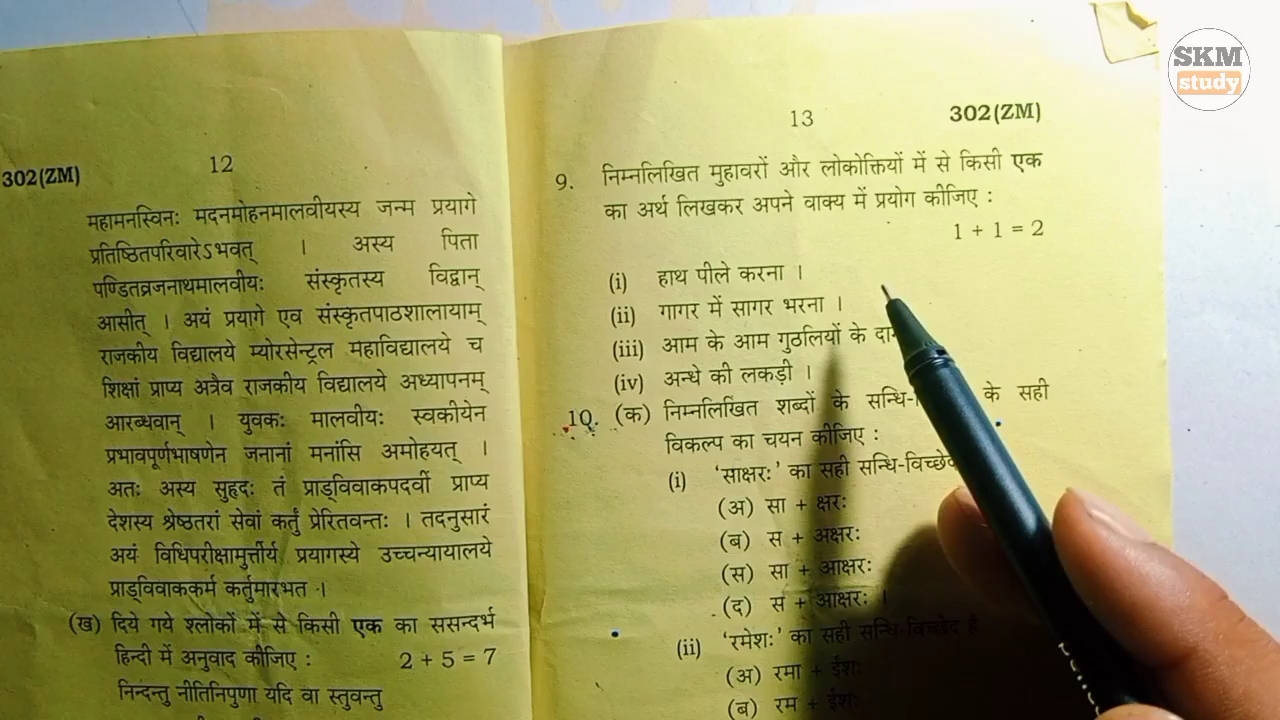 SKM
study
302(ZM)
12
महामनस्विनः मदनमोहनमालवीयस्य जन्म प्रयागे
प्रतिष्ठितपरिवारेऽभवत् । अस्य पिता
पण्डितव्रजनाथमालवीयः संस्कृतस्य विद्वान्
आसीत् । अयं प्रयागे एव संस्कृतपाठशालायाम्
राजकीय विद्यालये म्योरसेन्ट्रल महाविद्यालये च
शिक्षां प्राप्य अत्रैव राजकीय विद्यालये अध्यापनम्
आरब्धवान् । युवकः मालवीयः स्वकीयेन
प्रभावपूर्णभाषणेन जनानां मनांसि अमोहयत् ।
अतः अस्य सुहृदः तं प्राड्विवाकपदवीं प्राप्य
देशस्य श्रेष्ठतरां सेवां कर्तुं प्रेरितवन्तः । तदनुसारं
अयं विधिपरीक्षामुत्तीर्य प्रयागस्थे उच्चन्यायालये
प्राड्विवाककर्म कर्तुमारभत ।
(ख) दिये गये श्लोकों में से किसी एक का ससन्दर्भ
हिन्दी में अनुवाद कीजिए : 2 + 5 = 7
निन्दन्तु नीतिनिपुणा यदि वा स्तुवन्तु
13
302(ZM)
9. निम्नलिखित मुहावरों और लोकोक्तियों में से किसी एक
का अर्थ लिखकर अपने वाक्य में प्रयोग कीजिए :
1 + 1 = 2
(i) हाथ पीले करना ।
(ii) गागर में सागर भरना ।
(iii) आम के आम गुठलियों के
(iv) अन्धे की लकड़ी ।
10. (क) निम्नलिखित शब्दों के सन्धि- के सही
विकल्प का चयन कीजिए :
(i) 'साक्षरः' का सही सन्धि-विच्छेद
(अ) सा + क्षरः
(ब) स + अक्षरः
(स) सा + आक्षरः
(द) स + आक्षरः ।
(ii) 'रमेशः' का सही सन्धि-विच्छेद है
(अ) रमा + ईशः
(ब) रम + ईशः